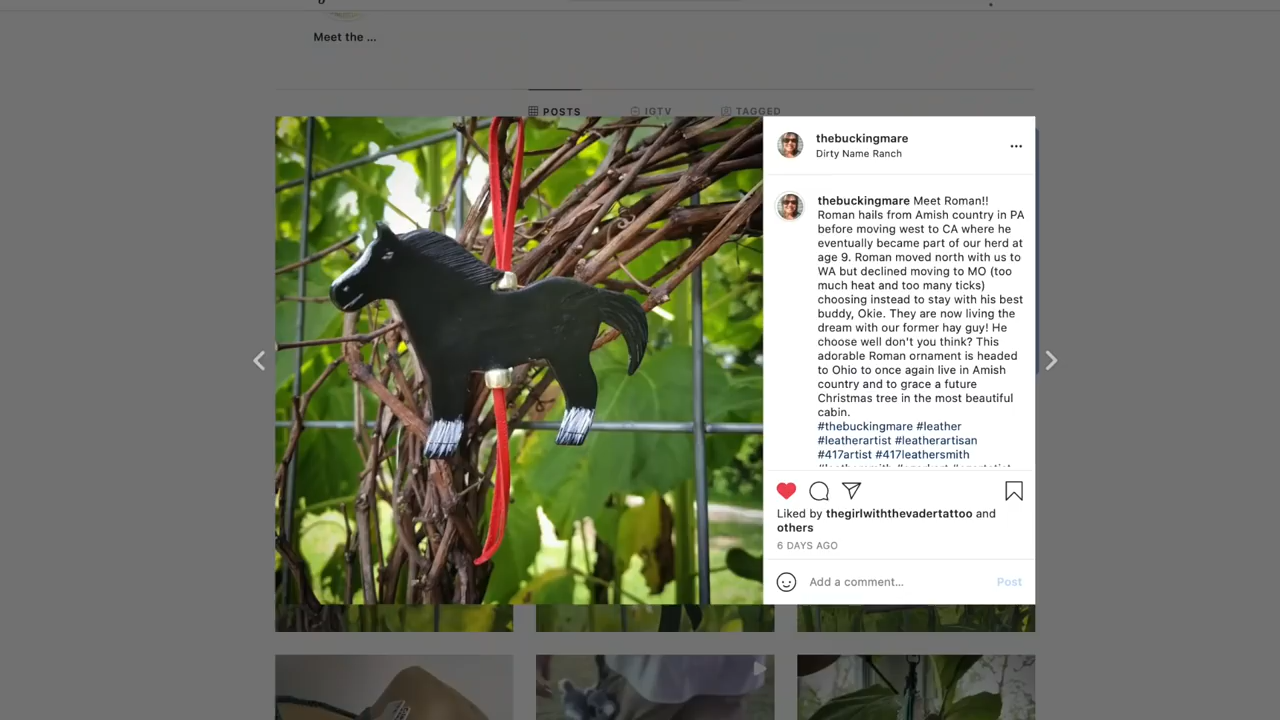 Meet the ...
POSTS
IGTV
TAGGED
thebuckingmare
Dirty Name Ranch
thebuckingmare Meet Roman!!
Roman hails from Amish country in PA
before moving west to CA where he
eventually became part of our herd at
age 9. Roman moved north with us to
WA but declined moving to MO (too
much heat and too many ticks)
choosing instead to stay with his best
buddy, Okie. They are now living the
dream with our former hay guy! He
choose well don't you think? This
adorable Roman ornament is headed
to Ohio to once again live in Amish
country and to grace a future
Christmas tree in the most beautiful
cabin.
#thebuckingmare #leather
#leatherartist #leatherartisan
#417artist #417leathersmith
Liked by thegirlwiththevadertattoo and
others
6 DAYS AGO
Add a comment...
Post